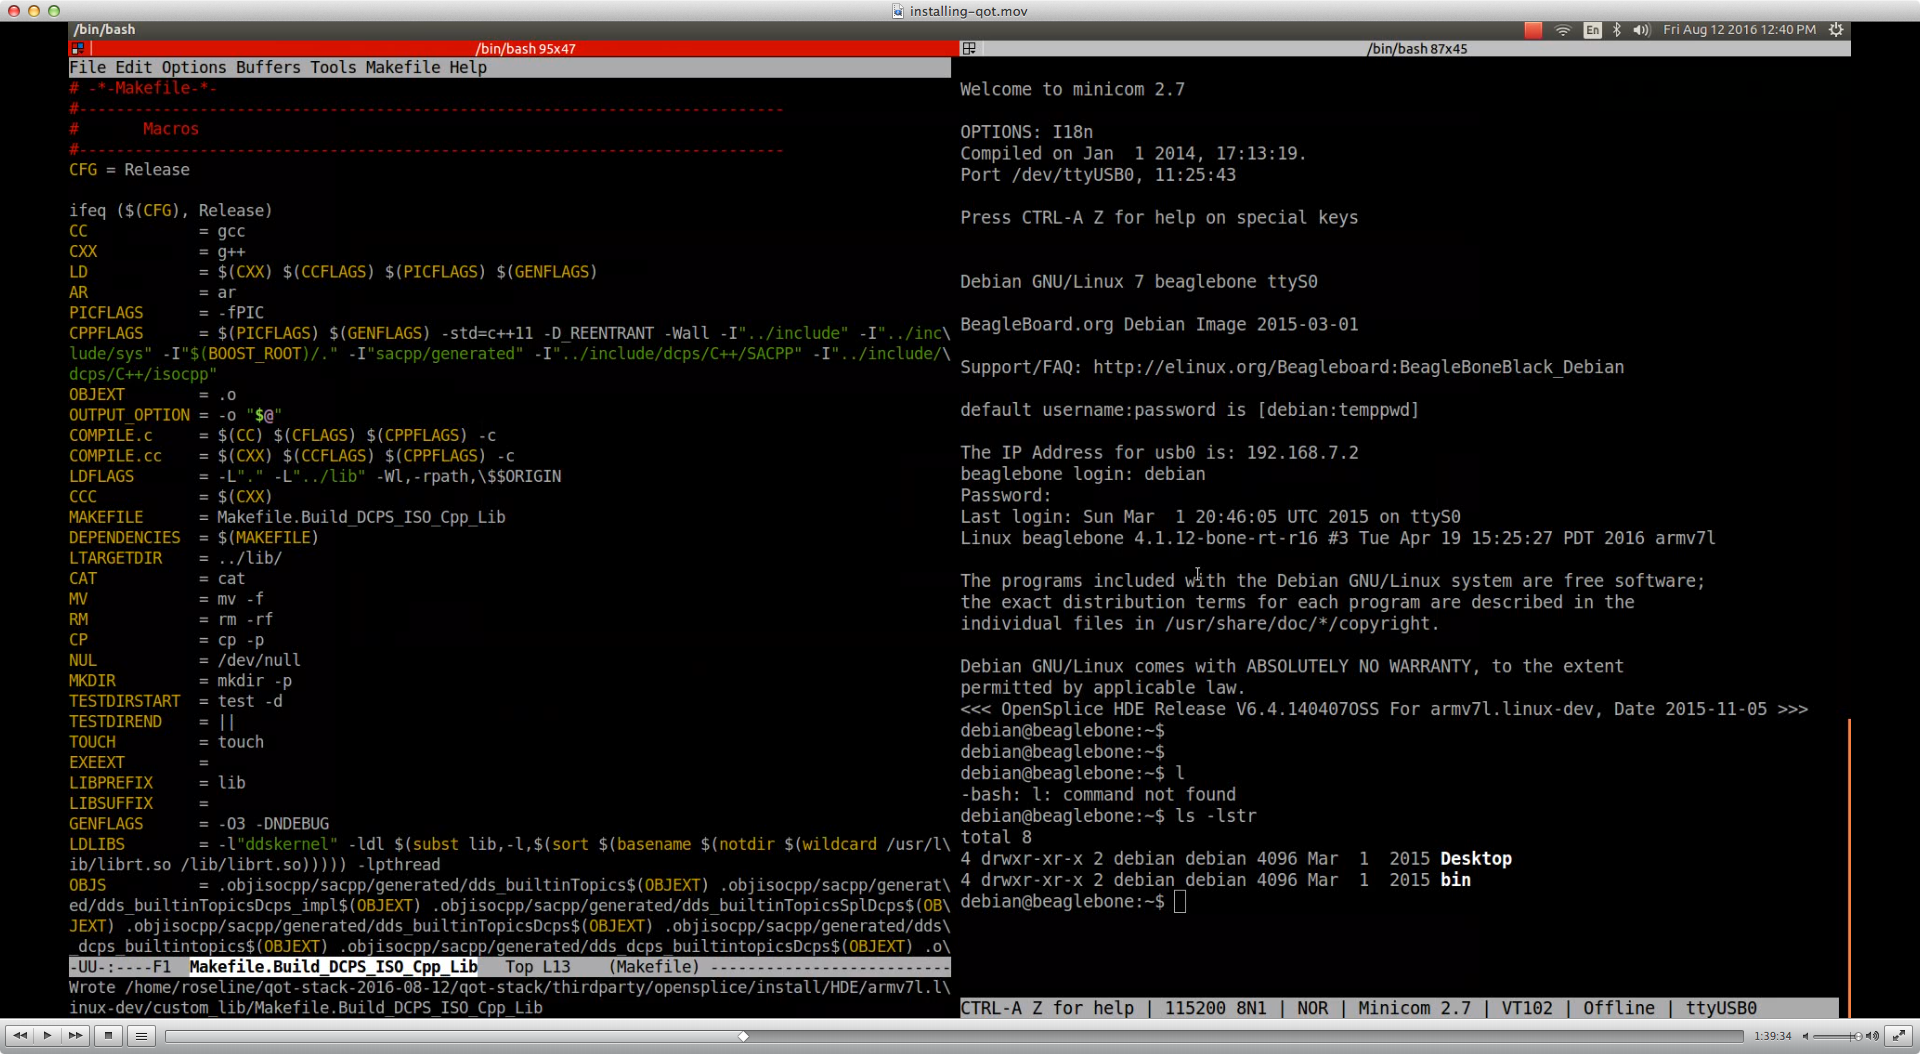 installing-qot.mov
/bin/bash
En
Fri Aug 12 2016 12:40 PM
/bin/bash 95x47
File Edit Options Buffers Tools Makefile Help
# -*-Makefile-*-
#------------------------------------------------------------------------------
#       Macros
#------------------------------------------------------------------------------
CFG = Release
ifeq ($(CFG), Release)
CC           = gcc
CXX          = g++
LD           = $(CXX) $(CCFLAGS) $(PICFLAGS) $(GENFLAGS)
AR           = ar
PICFLAGS     = -fPIC
CPPFLAGS     = $(PICFLAGS) $(GENFLAGS) -std=c++11 -D_REENTRANT -Wall -I"../include" -I"../inc\
lude/sys" -I"$(BOOST_ROOT)/." -I"sacpp/generated" -I"../include/dcps/C++/SACPP" -I"../include/\
dcps/C++/isocpp"
OBJEXT       = .o
OUTPUT_OPTION = -o "$@"
COMPILE.c    = $(CC) $(CFLAGS) $(CPPFLAGS) -c
COMPILE.cc   = $(CXX) $(CCFLAGS) $(CPPFLAGS) -c
LDFLAGS      = -L"." -L"../lib" -Wl,-rpath,\$$ORIGIN
CCC          = $(CXX)
MAKEFILE     = Makefile.Build_DCPS_ISO_Cpp_Lib
DEPENDENCIES = $(MAKEFILE)
LTARGETDIR   = ../lib/
CAT          = cat
MV           = mv -f
RM           = rm -rf
CP           = cp -p
NUL          = /dev/null
MKDIR        = mkdir -p
TESTDIRSTART = test -d
TESTDIREND   = ||
TOUCH        = touch
EXEEXT       =
LIBPREFIX    = lib
LIBSUFFIX    =
GENFLAGS     = -O3 -DNDEBUG
LDLIBS       = -l"ddskernel" -ldl $(subst lib,-l,$(sort $(basename $(notdir $(wildcard /usr/l\
ib/librt.so /lib/librt.so))))) -lpthread
OBJS         = .objisocpp/sacpp/generated/dds_builtinTopics$(OBJEXT) .objisocpp/sacpp/generat\
ed/dds_builtinTopicsDcps_impl$(OBJEXT) .objisocpp/sacpp/generated/dds_builtinTopicsSplDcps$(OB\
JEXT) .objisocpp/sacpp/generated/dds_builtinTopicsDcps$(OBJEXT) .objisocpp/sacpp/generated/dds\
_dcps_builtintopics$(OBJEXT) .objisocpp/sacpp/generated/dds_dcps_builtintopicsDcps$(OBJEXT) .o\
-UU-:----F1  Makefile.Build_DCPS_ISO_Cpp_Lib   Top L13    (Makefile) --------------------------
Wrote /home/roseline/qot-stack-2016-08-12/qot-stack/thirdparty/opensplice/install/HDE/armv7l.l\
inux-dev/custom_lib/Makefile.Build_DCPS_ISO_Cpp_Lib
/bin/bash 87x45
Welcome to minicom 2.7
OPTIONS: I18n
Compiled on Jan  1 2014, 17:13:19.
Port /dev/ttyUSB0, 11:25:43
Press CTRL-A Z for help on special keys
Debian GNU/Linux 7 beaglebone ttyS0
BeagleBoard.org Debian Image 2015-03-01
Support/FAQ: http://elinux.org/Beagleboard:BeagleBoneBlack_Debian
default username:password is [debian:temppwd]
The IP Address for usb0 is: 192.168.7.2
beaglebone login: debian
Password:
Last login: Sun Mar  1 20:46:05 UTC 2015 on ttyS0
Linux beaglebone 4.1.12-bone-rt-r16 #3 Tue Apr 19 15:25:27 PDT 2016 armv7l
The programs included with the Debian GNU/Linux system are free software;
the exact distribution terms for each program are described in the
individual files in /usr/share/doc/*/copyright.
Debian GNU/Linux comes with ABSOLUTELY NO WARRANTY, to the extent
permitted by applicable law.
<<< OpenSplice HDE Release V6.4.140407OSS For armv7l.linux-dev, Date 2015-11-05 >>>
debian@beaglebone:~$
debian@beaglebone:~$
debian@beaglebone:~$ l
-bash: l: command not found
debian@beaglebone:~$ ls -lstr
total 8
4 drwxr-xr-x 2 debian debian 4096 Mar  1  2015 Desktop
4 drwxr-xr-x 2 debian debian 4096 Mar  1  2015 bin
debian@beaglebone:~$
CTRL-A Z for help | 115200 8N1 | NOR | Minicom 2.7 | VT102 | Offline | ttyUSB0
1:39:34